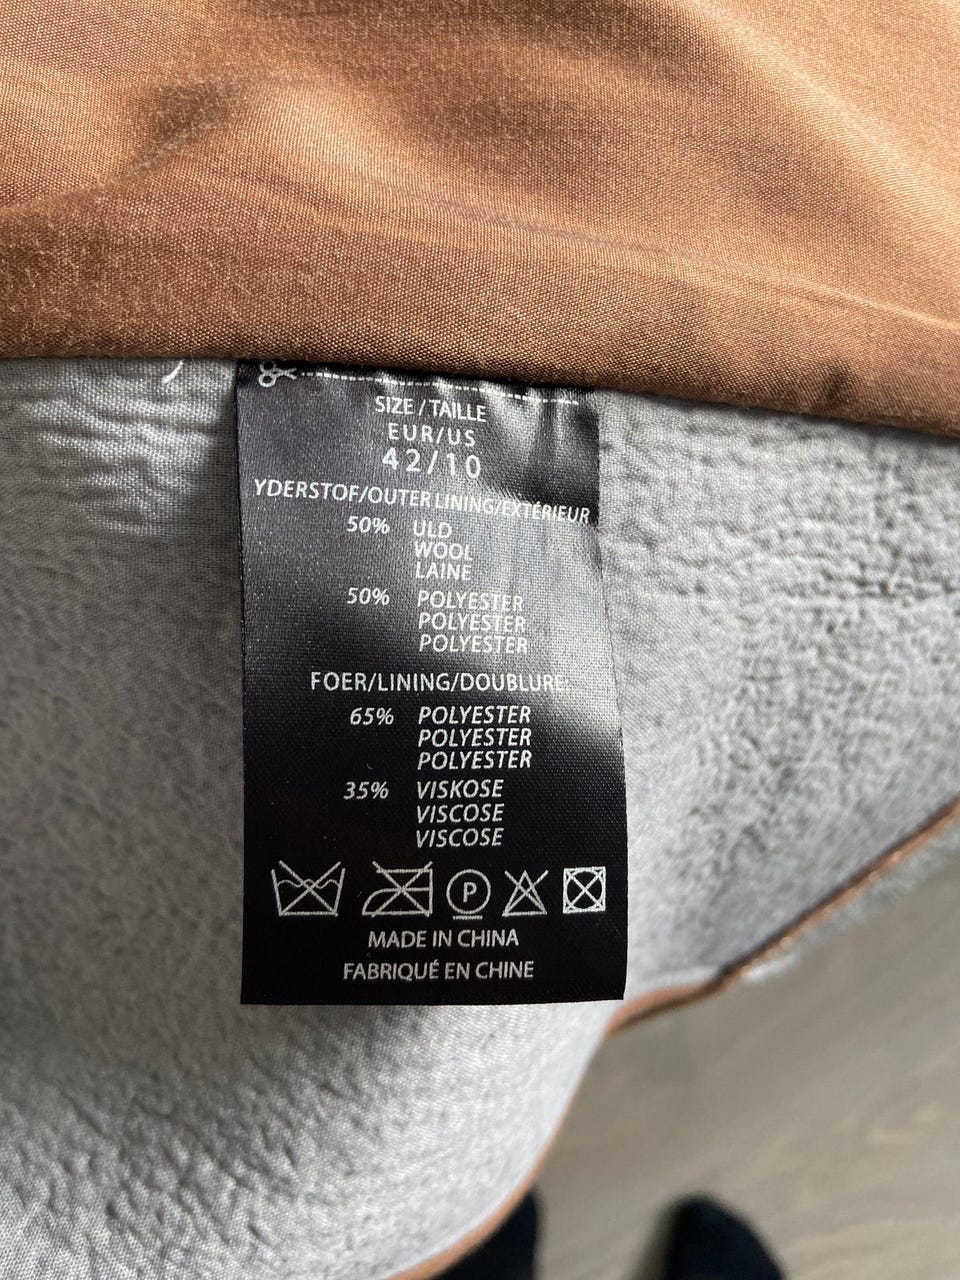 SIZE / TAILLE
EUR/US
42/10
YDERSTOF/OUTER LINING/EXTÉRIEUR
50% ULD
WOOL
LAINE
50% POLYESTER
POLYESTER
POLYESTER
FOER/LINING/DOUBLURE:
65% POLYESTER
POLYESTER
POLYESTER
35% VISKOSE
VISCOSE
VISCOSE
P
MADE IN CHINA
FABRIQUÉ EN CHINE